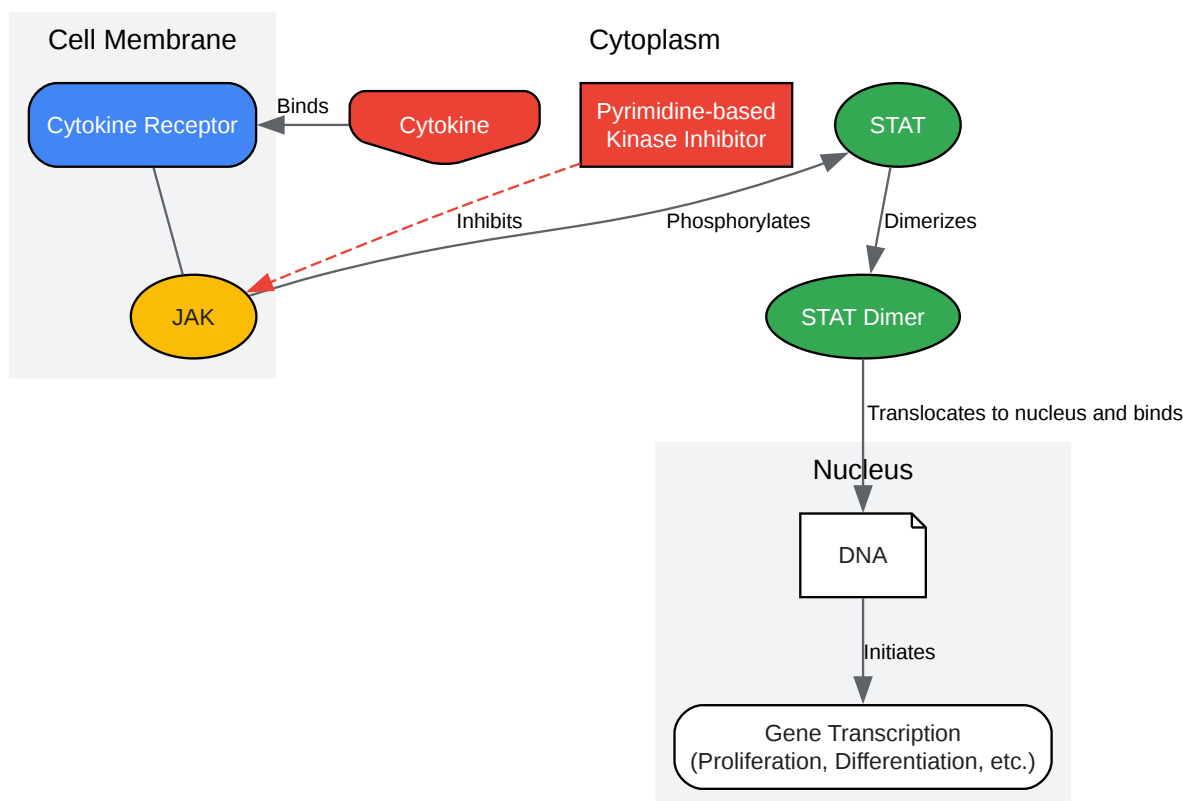 Cell Membrane
Cytoplasm
Cytokine Receptor
Binds
Cytokine
Pyrimidine-based
Kinase Inhibitor
STAT
Inhibits
Phosphorylates
Dimerizes
JAK
STAT Dimer
Translocates to nucleus and binds
Nucleus
DNA
Initiates
Gene Transcription
(Proliferation, Differentiation, etc.)